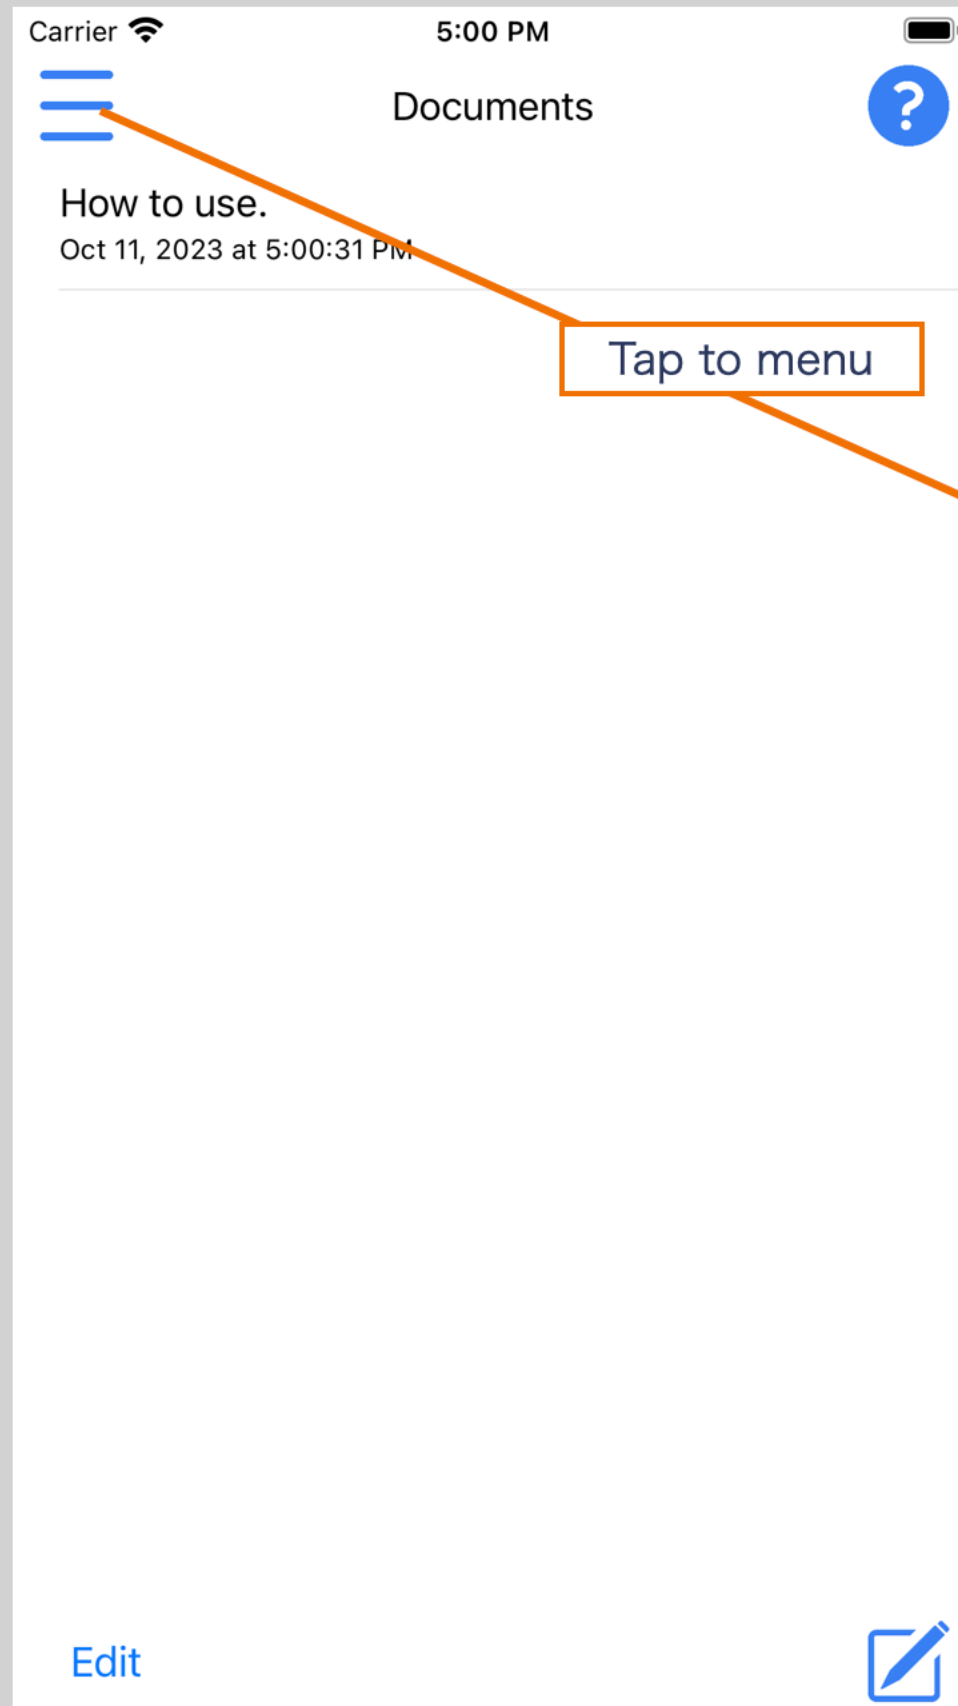 Carrier 5:00 PM
Documents
?
How to use.
Oct 11, 2023 at 5:00:31 PM
Tap to menu
Edit